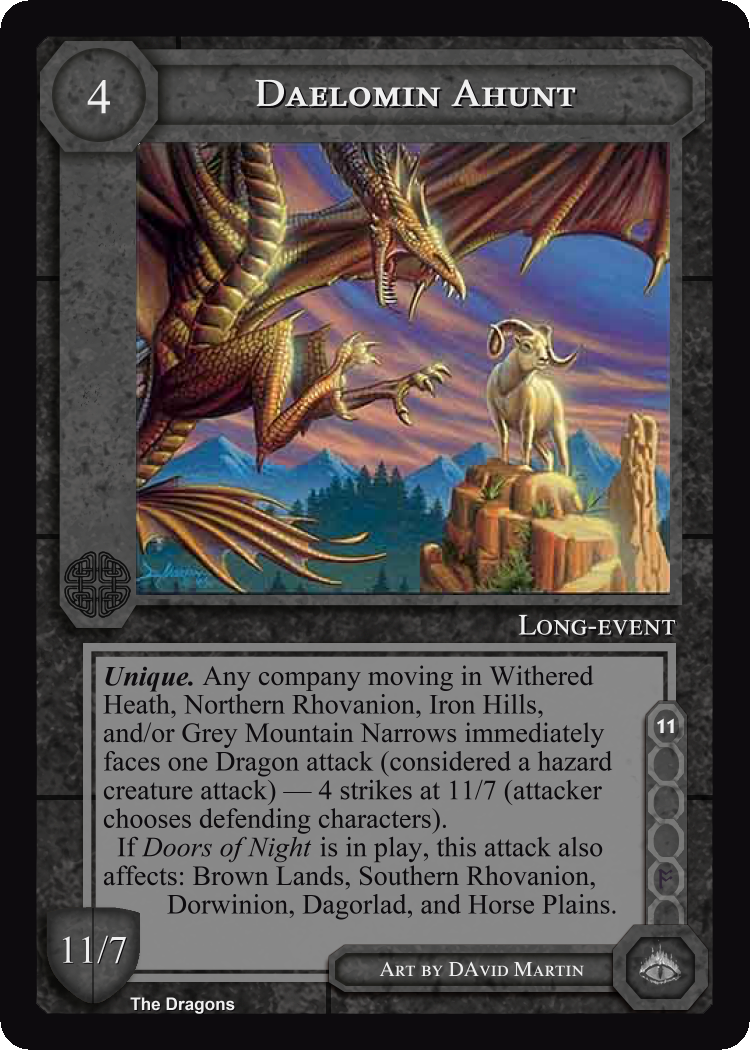 4
Daelomin Ahunt
Long-event
Unique. Any company moving in Withered
Heath, Northern Rhovanion, Iron Hills,
and/or Grey Mountain Narrows immediately
faces one Dragon attack (considered a hazard
creature attack) — 4 strikes at 11/7 (attacker
chooses defending characters).
If Doors of Night is in play, this attack also
affects: Brown Lands, Southern Rhovanion,
Dorwinion, Dagorlad, and Horse Plains.
11
11/7
Art by DAvid Martin
The Dragons